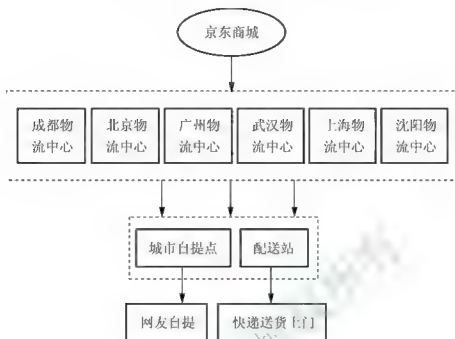 京东商城
成都物
流中心
北京物
流中心
广州物
流中心
武汉物
流中心
上海物
流中心
沈阳物
流中心
城市自提点
配送站
网友自提
快递送货上门